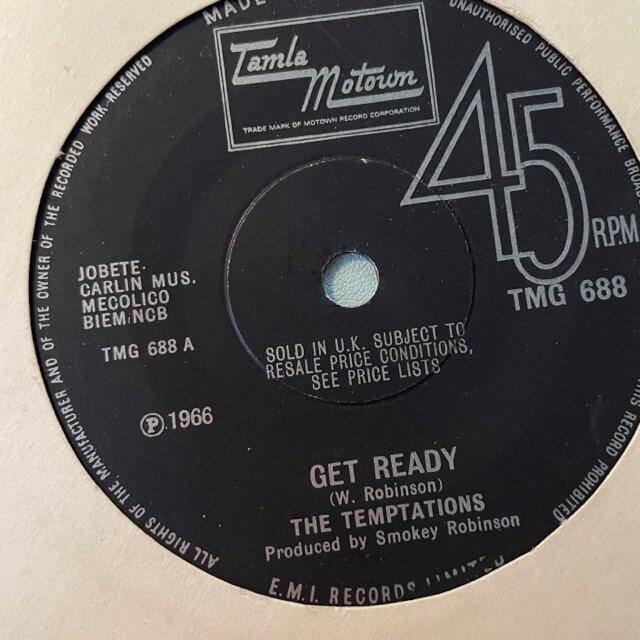 MADE
Tamla
Motown
TRADE MARK OF MOTOWN RECORD CORPORATION
45
R.P.M.
TMG 688
JOBETE-
CARLIN MUS.
MECOLICO
BIEM/NCB
TMG 688 A
SOLD IN U.K. SUBJECT TO
RESALE PRICE CONDITIONS,
SEE PRICE LISTS
Ⓟ 1966
GET READY
(W. Robinson)
THE TEMPTATIONS
Produced by Smokey Robinson
E.M.I. RECORDS LIMITED
ALL RIGHTS OF THE MANUFACTURER AND OF THE OWNER OF THE RECORDED WORK RESERVED
UNAUTHORISED PUBLIC PERFORMANCE
RECORD PROHIBITED